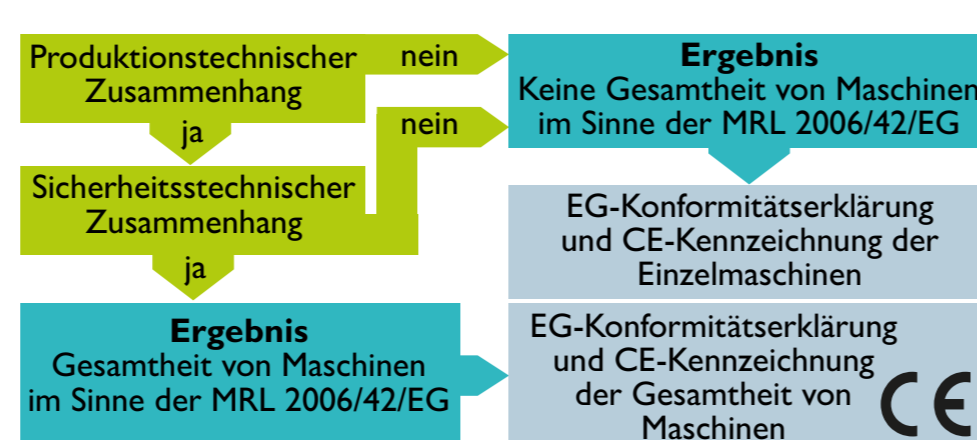 Produktionstechnischer
Zusammenhang
nein
ja
Ergebnis
Keine Gesamtheit von Maschinen
im Sinne der MRL 2006/42/EG
Sicherheitsstechnischer
Zusammenhang
nein
ja
EG-Konformitätserklärung
und CE-Kennzeichnung der
Einzelmaschinen
Ergebnis
Gesamtheit von Maschinen
im Sinne der MRL 2006/42/EG
EG-Konformitätserklärung
und CE-Kennzeichnung
der Gesamtheit von
Maschinen
CE